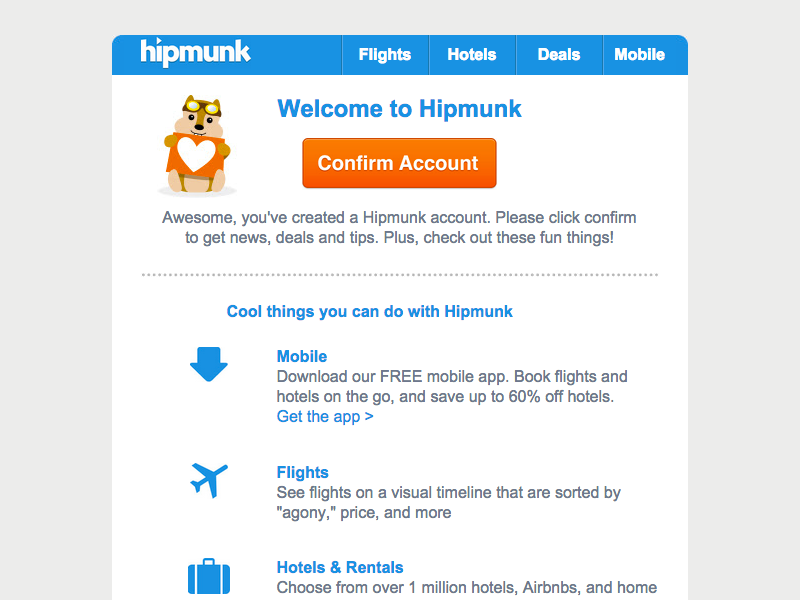 hipmunk
Flights
Hotels
Deals
Mobile
Welcome to Hipmunk
Confirm Account
Awesome, you've created a Hipmunk account. Please click confirm
to get news, deals and tips. Plus, check out these fun things!
Cool things you can do with Hipmunk
Mobile
Download our FREE mobile app. Book flights and
hotels on the go, and save up to 60% off hotels.
Get the app >
Flights
See flights on a visual timeline that are sorted by
"agony," price, and more
Hotels & Rentals
Choose from over 1 million hotels, Airbnbs, and home